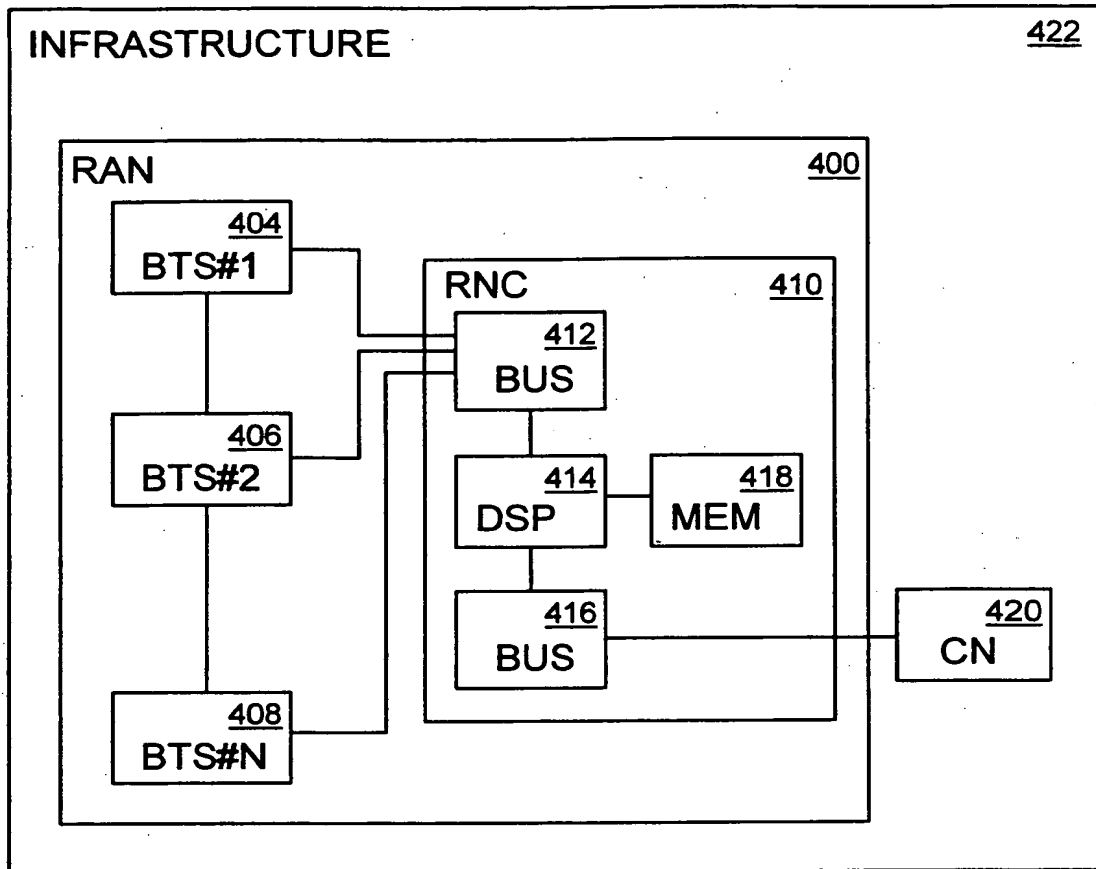 INFRASTRUCTURE 422
RAN 400
404
BTS#1
406
BTS#2
408
BTS#N
RNC 410
412
BUS
414
DSP
418
MEM
416
BUS
420
CN